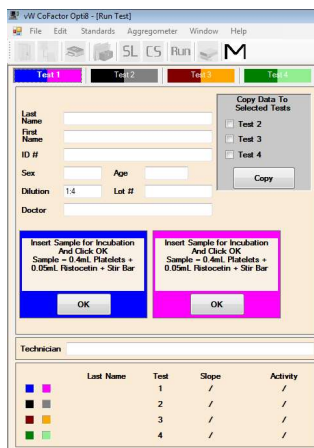 vW CoFactor Opti8 - [Run Test]
File Edit Standards Aggregometer Window Help
SL CS Run M
Test 1 Test 2 Test 3 Test 4
Copy Data To
Selected Tests
Last
Name
Test 2
First
Name
Test 3
ID #
Test 4
Sex Age
Copy
Dilution 1:4 Lot #
Doctor
Insert Sample for Incubation
And Click OK
Sample = 0.4mL Platelets +
0.05mL Ristocetin + Stir Bar
OK
Insert Sample for Incubation
And Click OK
Sample = 0.4mL Platelets +
0.05mL Ristocetin + Stir Bar
OK
Technician
Last Name Test Slope Activity
1 / /
2 / /
3 / /
4 / /